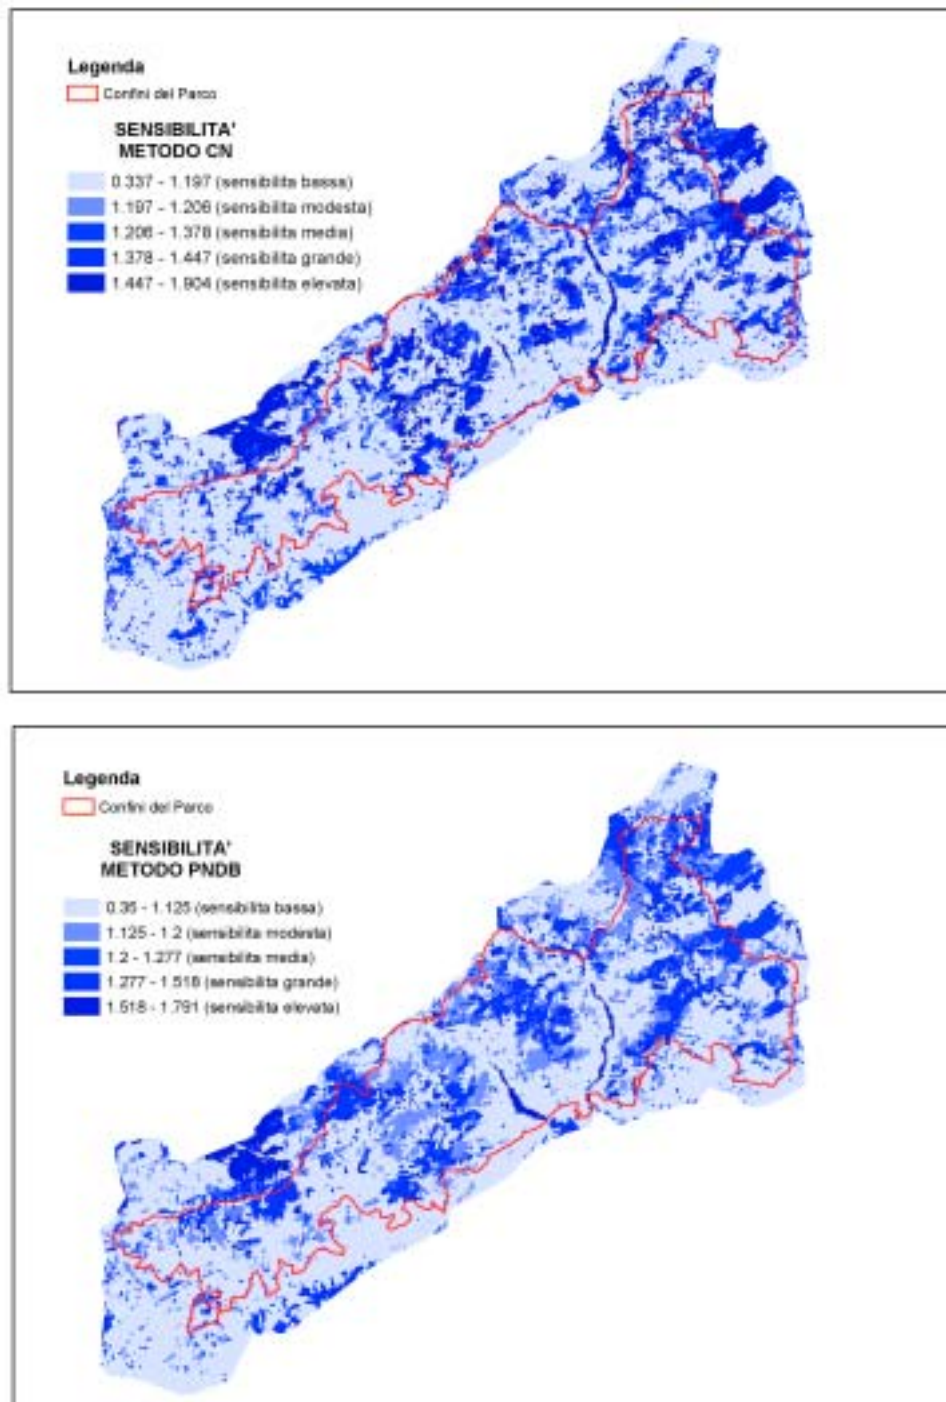 Legenda
Confini del Parco
SENSIBILITA'
METODO CN
0.337 - 1.197 (sensibilita bassa)
1.197 - 1.206 (sensibilita modesta)
1.206 - 1.378 (sensibilita media)
1.378 - 1.447 (sensibilita grande)
1.447 - 1.904 (sensibilita elevata)
Legenda
Confini del Parco
SENSIBILITA'
METODO PNDB
0.35 - 1.125 (sensibilita bassa)
1.125 - 1.2 (sensibilita modesta)
1.2 - 1.277 (sensibilita media)
1.277 - 1.518 (sensibilita grande)
1.518 - 1.791 (sensibilita elevata)